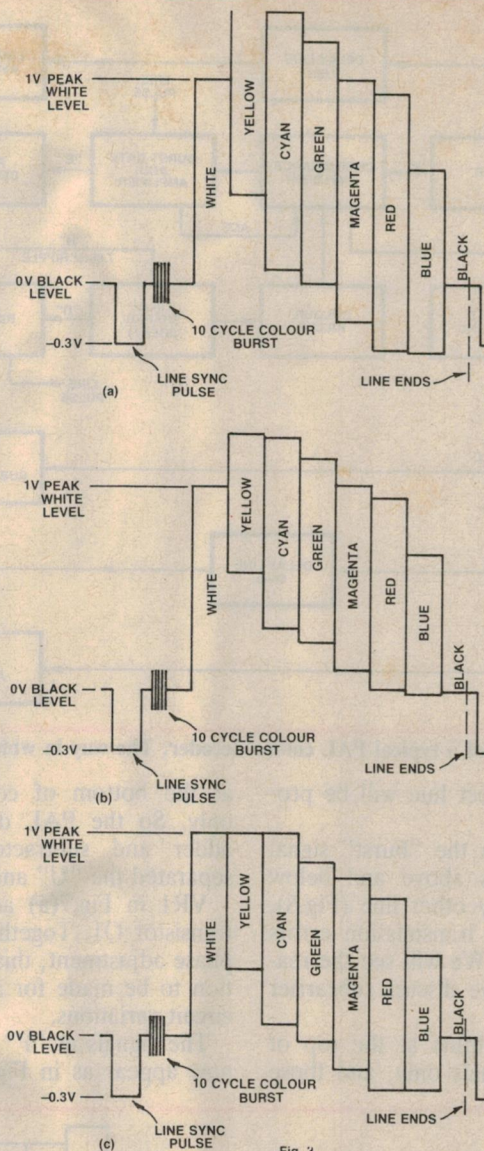 1V PEAK
WHITE
LEVEL
WHITE
YELLOW
CYAN
GREEN
MAGENTA
RED
BLUE
BLACK
0V BLACK
LEVEL
–0.3V
10 CYCLE COLOUR
BURST
LINE SYNC
PULSE
LINE ENDS
(a)
1V PEAK
WHITE
LEVEL
WHITE
YELLOW
CYAN
GREEN
MAGENTA
RED
BLUE
BLACK
0V BLACK
LEVEL
–0.3V
10 CYCLE COLOUR
BURST
LINE SYNC
PULSE
LINE ENDS
(b)
1V PEAK
WHITE
LEVEL
WHITE
YELLOW
CYAN
GREEN
MAGENTA
RED
BLUE
BLACK
0V BLACK
LEVEL
–0.3V
10 CYCLE COLOUR
BURST
LINE SYNC
PULSE
LINE ENDS
(c)